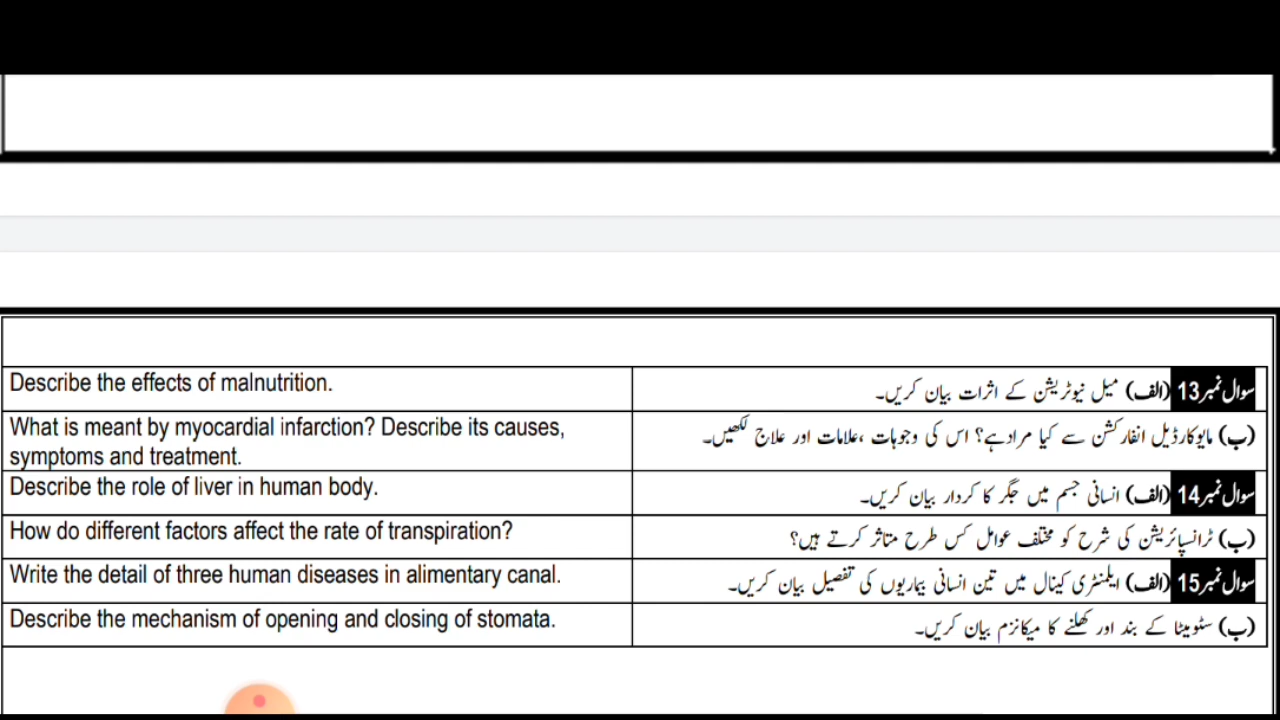 Describe the effects of malnutrition.
سوال نمبر13 (الف) میل نیوٹریشن کے اثرات بیان کریں۔
What is meant by myocardial infarction? Describe its causes,
symptoms and treatment.
(ب) مایوکارڈیل انفارکشن سے کیا مراد ہے؟ اس کی وجوہات ،علامات اور علاج لکھیں۔
Describe the role of liver in human body.
سوال نمبر14 (الف) انسانی جسم میں جگر کا کردار بیان کریں۔
How do different factors affect the rate of transpiration?
(ب) ٹرانسپائریشن کی شرح کو مختلف عوامل کس طرح متاثر کرتے ہیں؟
Write the detail of three human diseases in alimentary canal.
سوال نمبر15 (الف) ایلمنٹری کینال میں تین انسانی بیماریوں کی تفصیل بیان کریں۔
Describe the mechanism of opening and closing of stomata.
(ب) سٹومیٹا کے بند اور کھلنے کا میکانزم بیان کریں۔